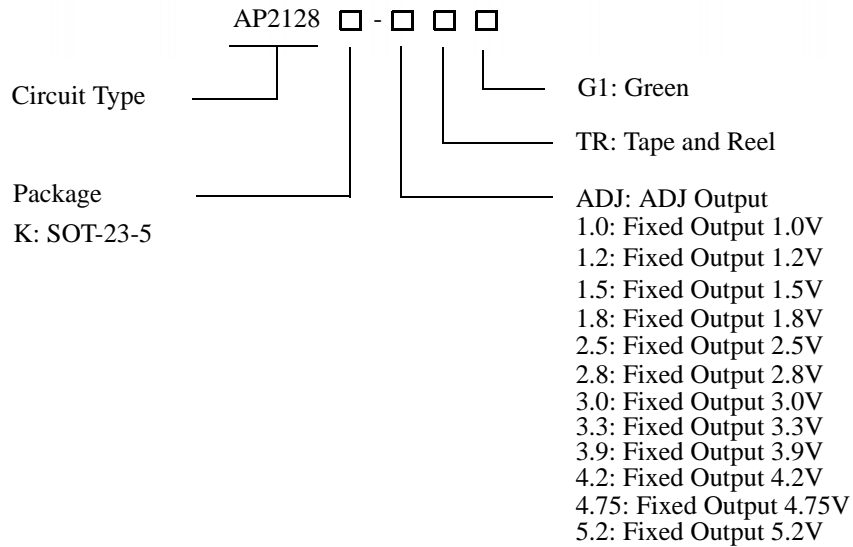 AP2128 □ - □ □ □
Circuit Type
Package
K: SOT-23-5
G1: Green
TR: Tape and Reel
ADJ: ADJ Output
1.0: Fixed Output 1.0V
1.2: Fixed Output 1.2V
1.5: Fixed Output 1.5V
1.8: Fixed Output 1.8V
2.5: Fixed Output 2.5V
2.8: Fixed Output 2.8V
3.0: Fixed Output 3.0V
3.3: Fixed Output 3.3V
3.9: Fixed Output 3.9V
4.2: Fixed Output 4.2V
4.75: Fixed Output 4.75V
5.2: Fixed Output 5.2V